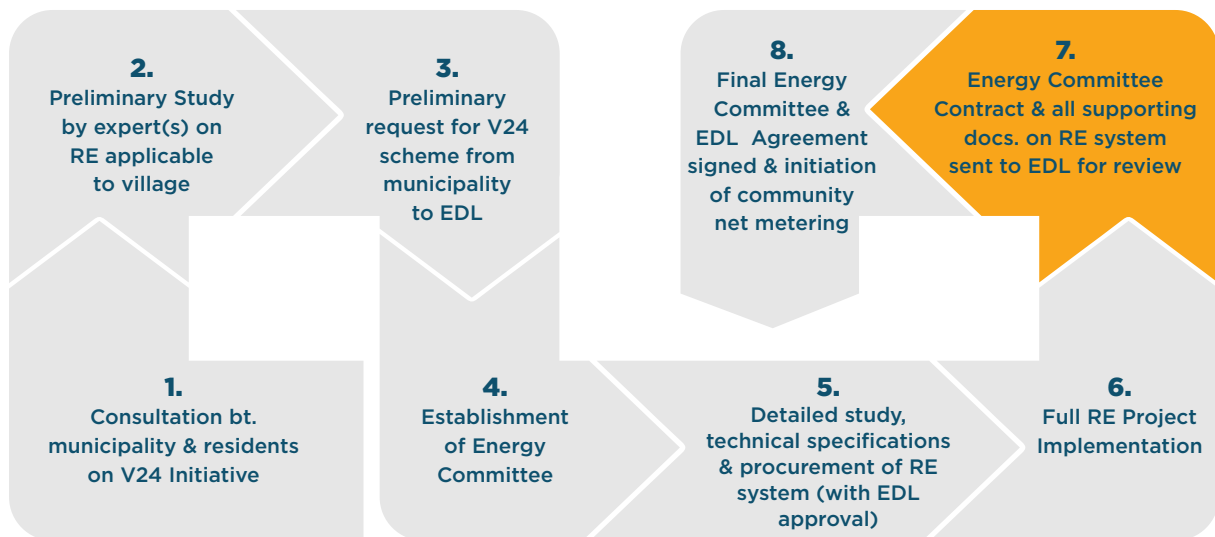 1.
Consultation bt.
municipality & residents
on V24 Initiative
2.
Preliminary Study
by expert(s) on
RE applicable
to village
3.
Preliminary
request for V24
scheme from
municipality
to EDL
4.
Establishment
of Energy
Committee
5.
Detailed study,
technical specifications
& procurement of RE
system (with EDL
approval)
6.
Full RE Project
Implementation
7.
Energy Committee
Contract & all supporting
docs. on RE system
sent to EDL for review
8.
Final Energy
Committee &
EDL Agreement
signed & initiation
of community
net metering